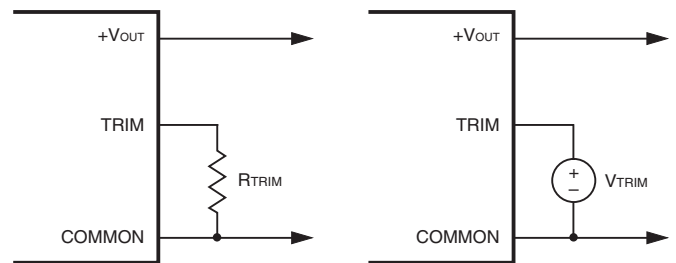 +VOUT
TRIM
RTRIM
COMMON
+VOUT
TRIM
+
–
VTRIM
COMMON